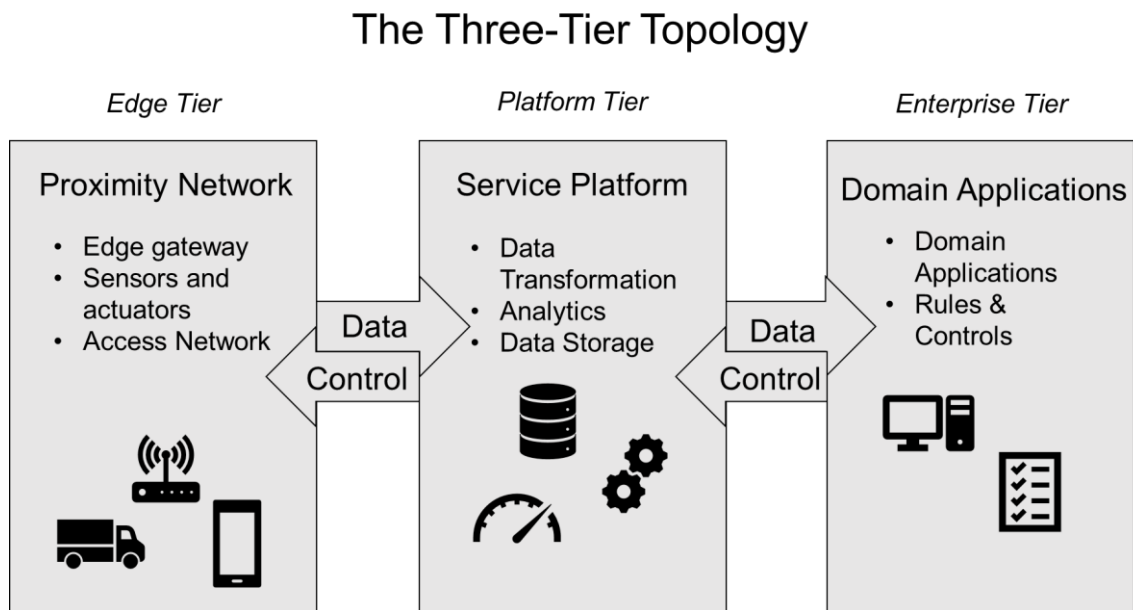 The Three-Tier Topology
Edge Tier
Platform Tier
Enterprise Tier
Proximity Network
• Edge gateway
• Sensors and
actuators
• Access Network
Data
Control
Service Platform
• Data
Transformation
• Analytics
• Data Storage
Data
Control
Domain Applications
• Domain
Applications
• Rules &
Controls